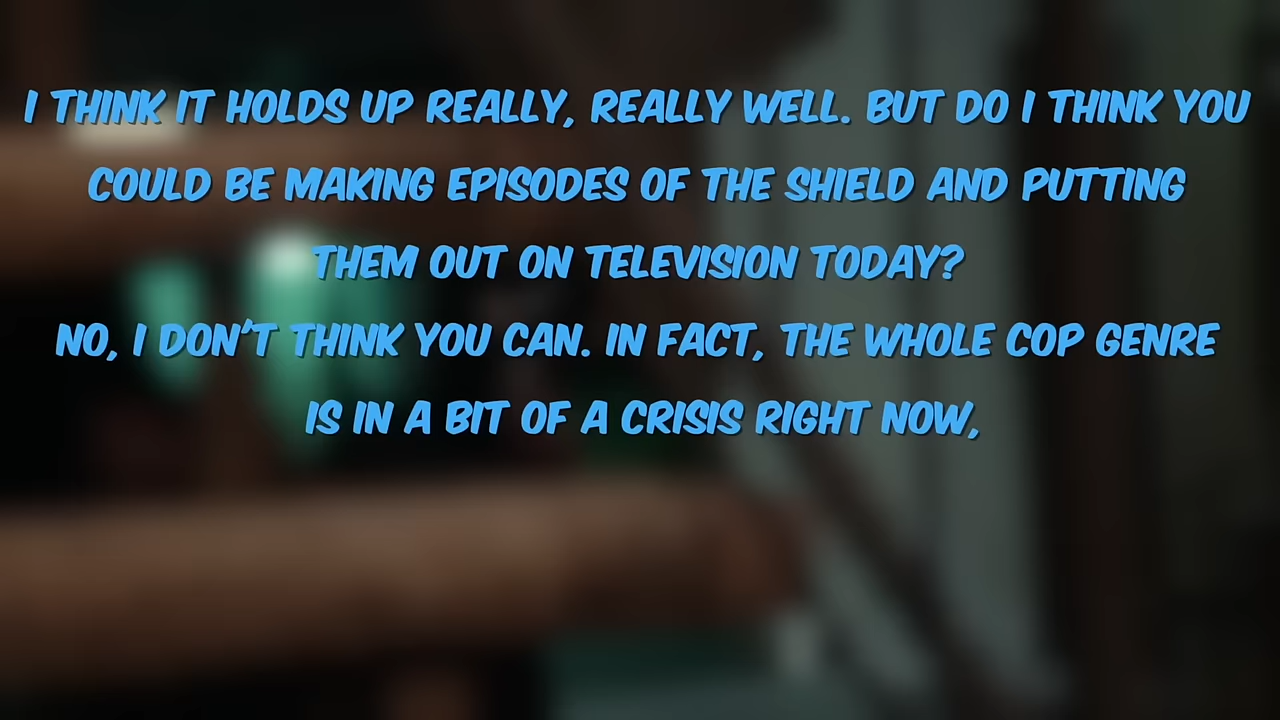 I THINK IT HOLDS UP REALLY, REALLY WELL. BUT DO I THINK YOU
COULD BE MAKING EPISODES OF THE SHIELD AND PUTTING
THEM OUT ON TELEVISION TODAY?
NO, I DON'T THINK YOU CAN. IN FACT, THE WHOLE COP GENRE
IS IN A BIT OF A CRISIS RIGHT NOW,